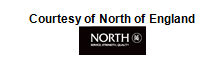 Courtesy of North of England
NORTH
SERVICE, STRENGTH, QUALITY